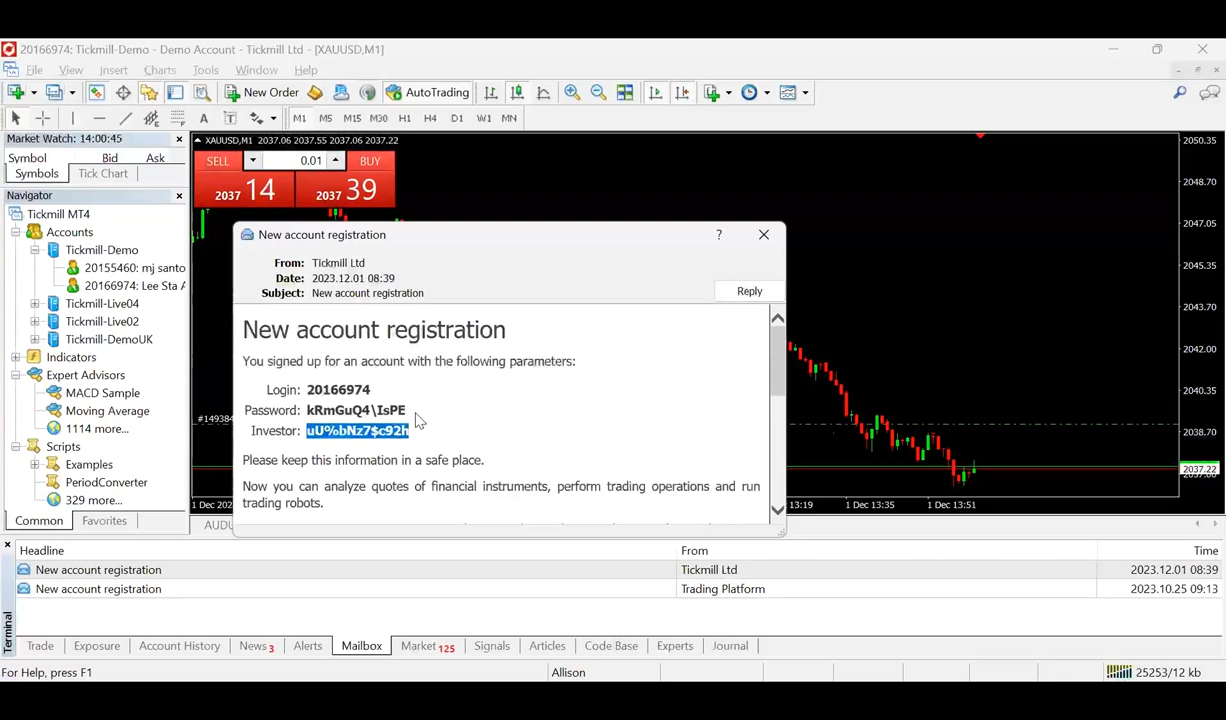 20166974: Tickmill-Demo - Demo Account - Tickmill Ltd - [XAUUSD,M1]
File View Insert Charts Tools Window Help
New Order AutoTrading
A T M1 M5 M15 M30 H1 H4 D1 W1 MN
Market Watch: 14:00:45
Symbol Bid Ask
Symbols Tick Chart
Navigator
Tickmill MT4
Accounts
Tickmill-Demo
20155460: mj santo
20166974: Lee Sta A
Tickmill-Live04
Tickmill-Live02
Tickmill-DemoUK
Indicators
Expert Advisors
MACD Sample
Moving Average
1114 more...
Scripts
Examples
PeriodConverter
329 more...
Common Favorites
XAUUSD,M1 2037.06 2037.55 2037.06 2037.22
SELL 0.01 BUY
2037 14 2037 39
2050.35
2048.70
2047.05
2045.35
2043.70
2042.00
2040.35
2038.70
2037.22
#149384
1 Dec 202
13:19 1 Dec 13:35 1 Dec 13:51
AUDU
New account registration
?
From: Tickmill Ltd
Date: 2023.12.01 08:39
Subject: New account registration
Reply
New account registration
You signed up for an account with the following parameters:
Login: 20166974
Password: kRmGuQ4\IsPE
Investor: uU%bNz7$c92h
Please keep this information in a safe place.
Now you can analyze quotes of financial instruments, perform trading operations and run
trading robots.
Headline From Time
New account registration Tickmill Ltd 2023.12.01 08:39
New account registration Trading Platform 2023.10.25 09:13
Terminal
Trade Exposure Account History News 3 Alerts Mailbox Market 125 Signals Articles Code Base Experts Journal
For Help, press F1 Allison 25253/12 kb